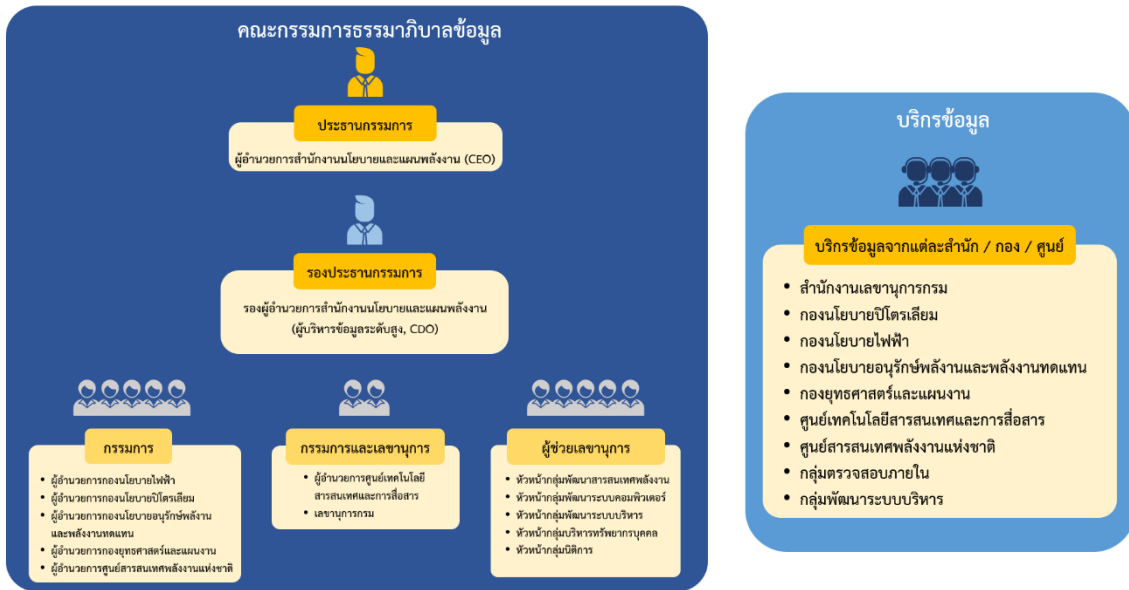 คณะกรรมการธรรมาภิบาลข้อมูล
ประธานกรรมการ
ผู้อำนวยการสำนักงานนโยบายและแผนพลังงาน (CEO)
รองประธานกรรมการ
รองผู้อำนวยการสำนักงานนโยบายและแผนพลังงาน
(ผู้บริหารข้อมูลระดับสูง, CDO)
กรรมการ
• ผู้อำนวยการกองนโยบายไฟฟ้า
• ผู้อำนวยการกองนโยบายปิโตรเลียม
• ผู้อำนวยการกองนโยบายอนุรักษ์พลังงาน
และพลังงานทดแทน
• ผู้อำนวยการกองยุทธศาสตร์และแผนงาน
• ผู้อำนวยการศูนย์สารสนเทศพลังงานแห่งชาติ
กรรมการและเลขานุการ
• ผู้อำนวยการศูนย์เทคโนโลยี
สารสนเทศและการสื่อสาร
• เลขานุการกรม
ผู้ช่วยเลขานุการ
• หัวหน้ากลุ่มพัฒนาสารสนเทศพลังงาน
• หัวหน้ากลุ่มพัฒนาระบบคอมพิวเตอร์
• หัวหน้ากลุ่มพัฒนาระบบบริหาร
• หัวหน้ากลุ่มบริหารทรัพยากรบุคคล
• หัวหน้ากลุ่มนิติการ
บริกรข้อมูล
บริกรข้อมูลจากแต่ละสำนัก / กอง / ศูนย์
• สำนักงานเลขานุการกรม
• กองนโยบายปิโตรเลียม
• กองนโยบายไฟฟ้า
• กองนโยบายอนุรักษ์พลังงานและพลังงานทดแทน
• กองยุทธศาสตร์และแผนงาน
• ศูนย์เทคโนโลยีสารสนเทศและการสื่อสาร
• ศูนย์สารสนเทศพลังงานแห่งชาติ
• กลุ่มตรวจสอบภายใน
• กลุ่มพัฒนาระบบบริหาร